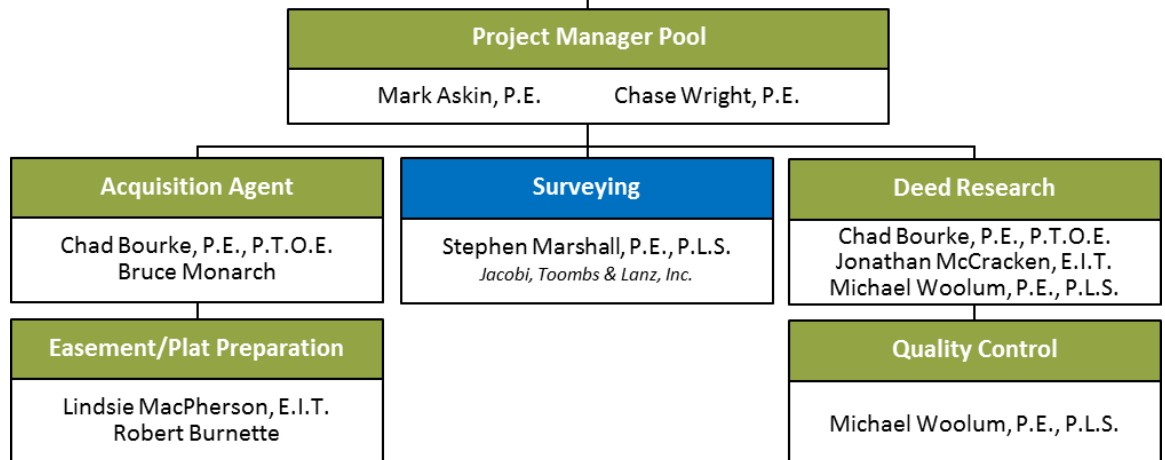 Project Manager Pool
Mark Askin, P.E. Chase Wright, P.E.
Acquisition Agent
Chad Bourke, P.E., P.T.O.E.
Bruce Monarch
Surveying
Stephen Marshall, P.E., P.L.S.
Jacobi, Toombs & Lanz, Inc.
Deed Research
Chad Bourke, P.E., P.T.O.E.
Jonathan McCracken, E.I.T.
Michael Woolum, P.E., P.L.S.
Easement/Plat Preparation
Lindsie MacPherson, E.I.T.
Robert Burnette
Quality Control
Michael Woolum, P.E., P.L.S.